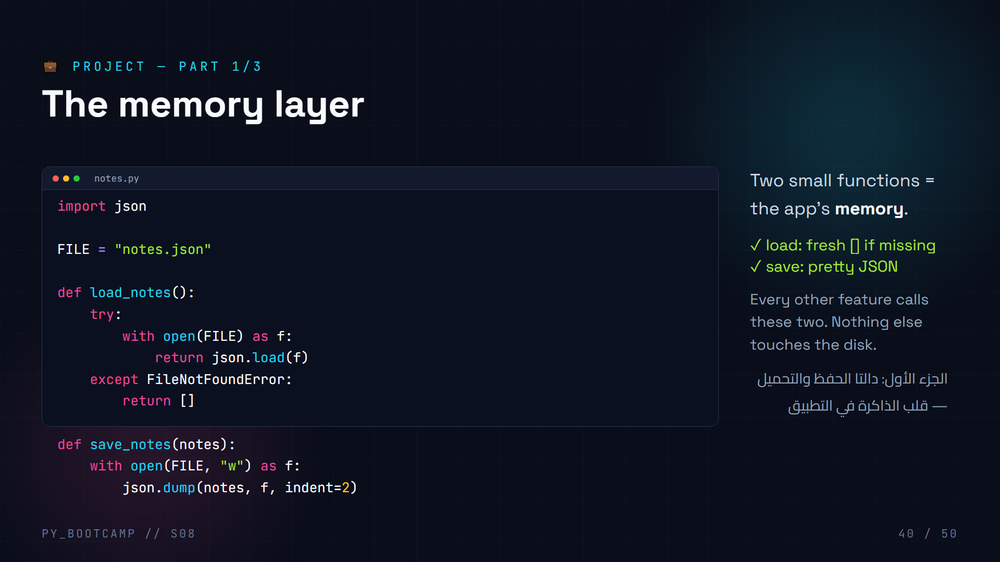 PROJECT — PART 1/3
The memory layer
notes.py
import json

FILE = "notes.json"

def load_notes():
    try:
        with open(FILE) as f:
            return json.load(f)
    except FileNotFoundError:
        return []

def save_notes(notes):
    with open(FILE, "w") as f:
        json.dump(notes, f, indent=2)
Two small functions =
the app’s memory.
✓ load: fresh [] if missing
✓ save: pretty JSON
Every other feature calls
these two. Nothing else
touches the disk.
الجزء الأول: دالتا الحفظ والتحميل
— قلب الذاكرة في التطبيق
PY_BOOTCAMP // S08
40 / 50